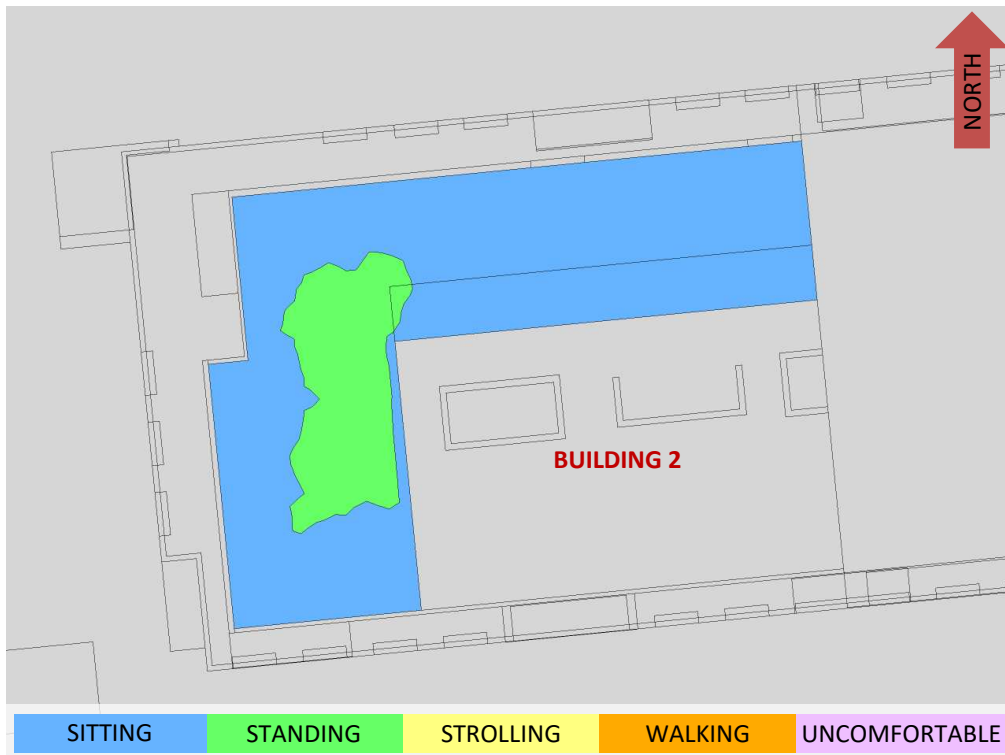 NORTH
BUILDING 2
SITTING
STANDING
STROLLING
WALKING
UNCOMFORTABLE